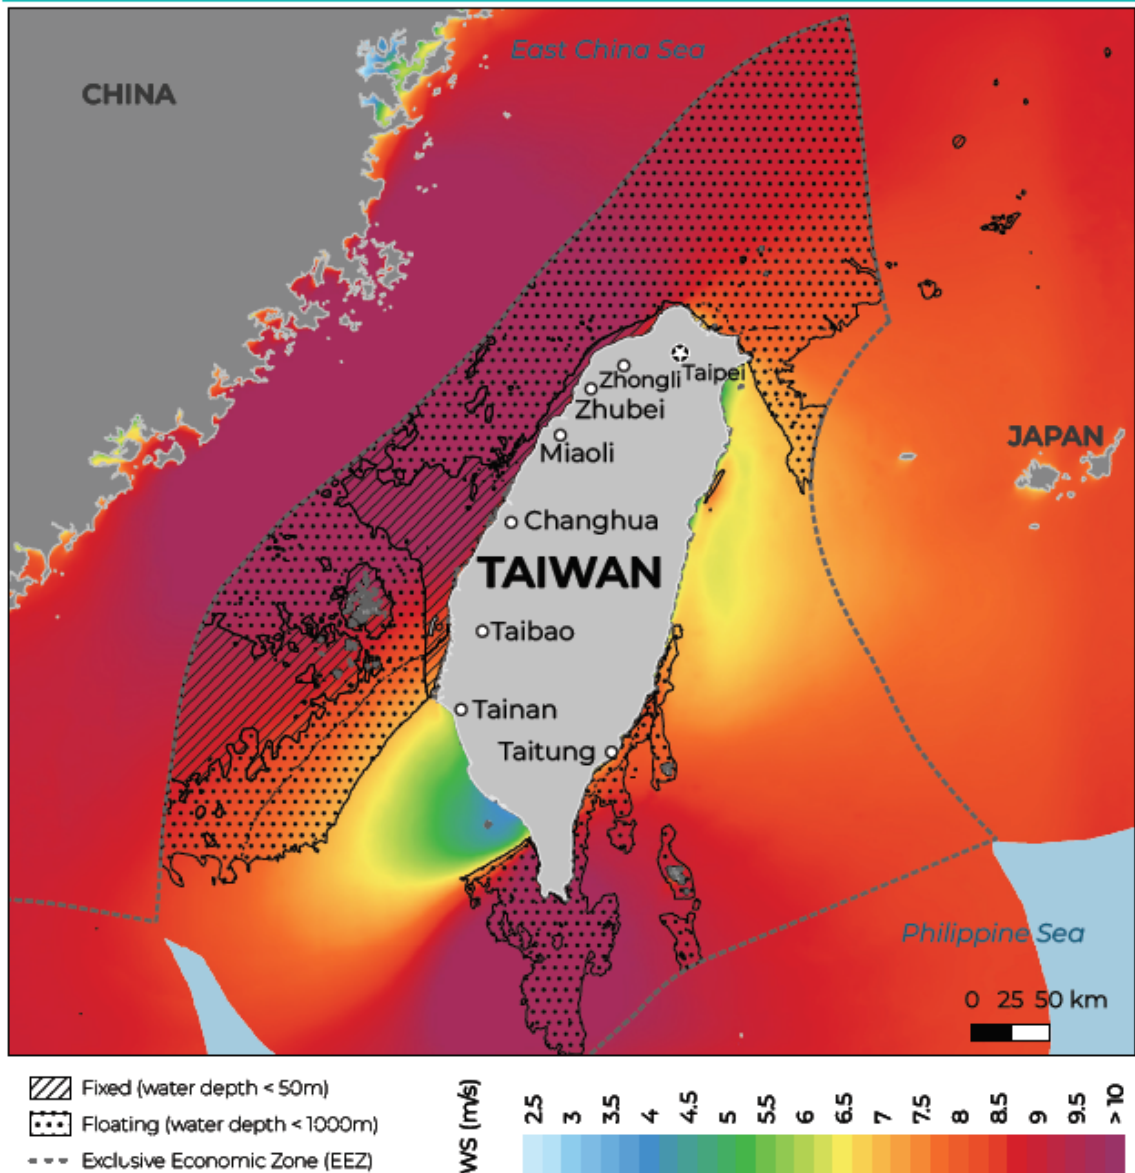 East China Sea
CHINA
Taipei
Zhongli
Zhubei
JAPAN
Miaoli
Changhua
TAIWAN
Taibao
Tainan
Taitung
Philippine Sea
0 25 50 km
Fixed (water depth < 50m)
Floating (water depth < 1000m)
Exclusive Economic Zone (EEZ)
WS (m/s)
2.5 3 3.5 4 4.5 5 5.5 6 6.5 7 7.5 8 8.5 9 9.5 > 10